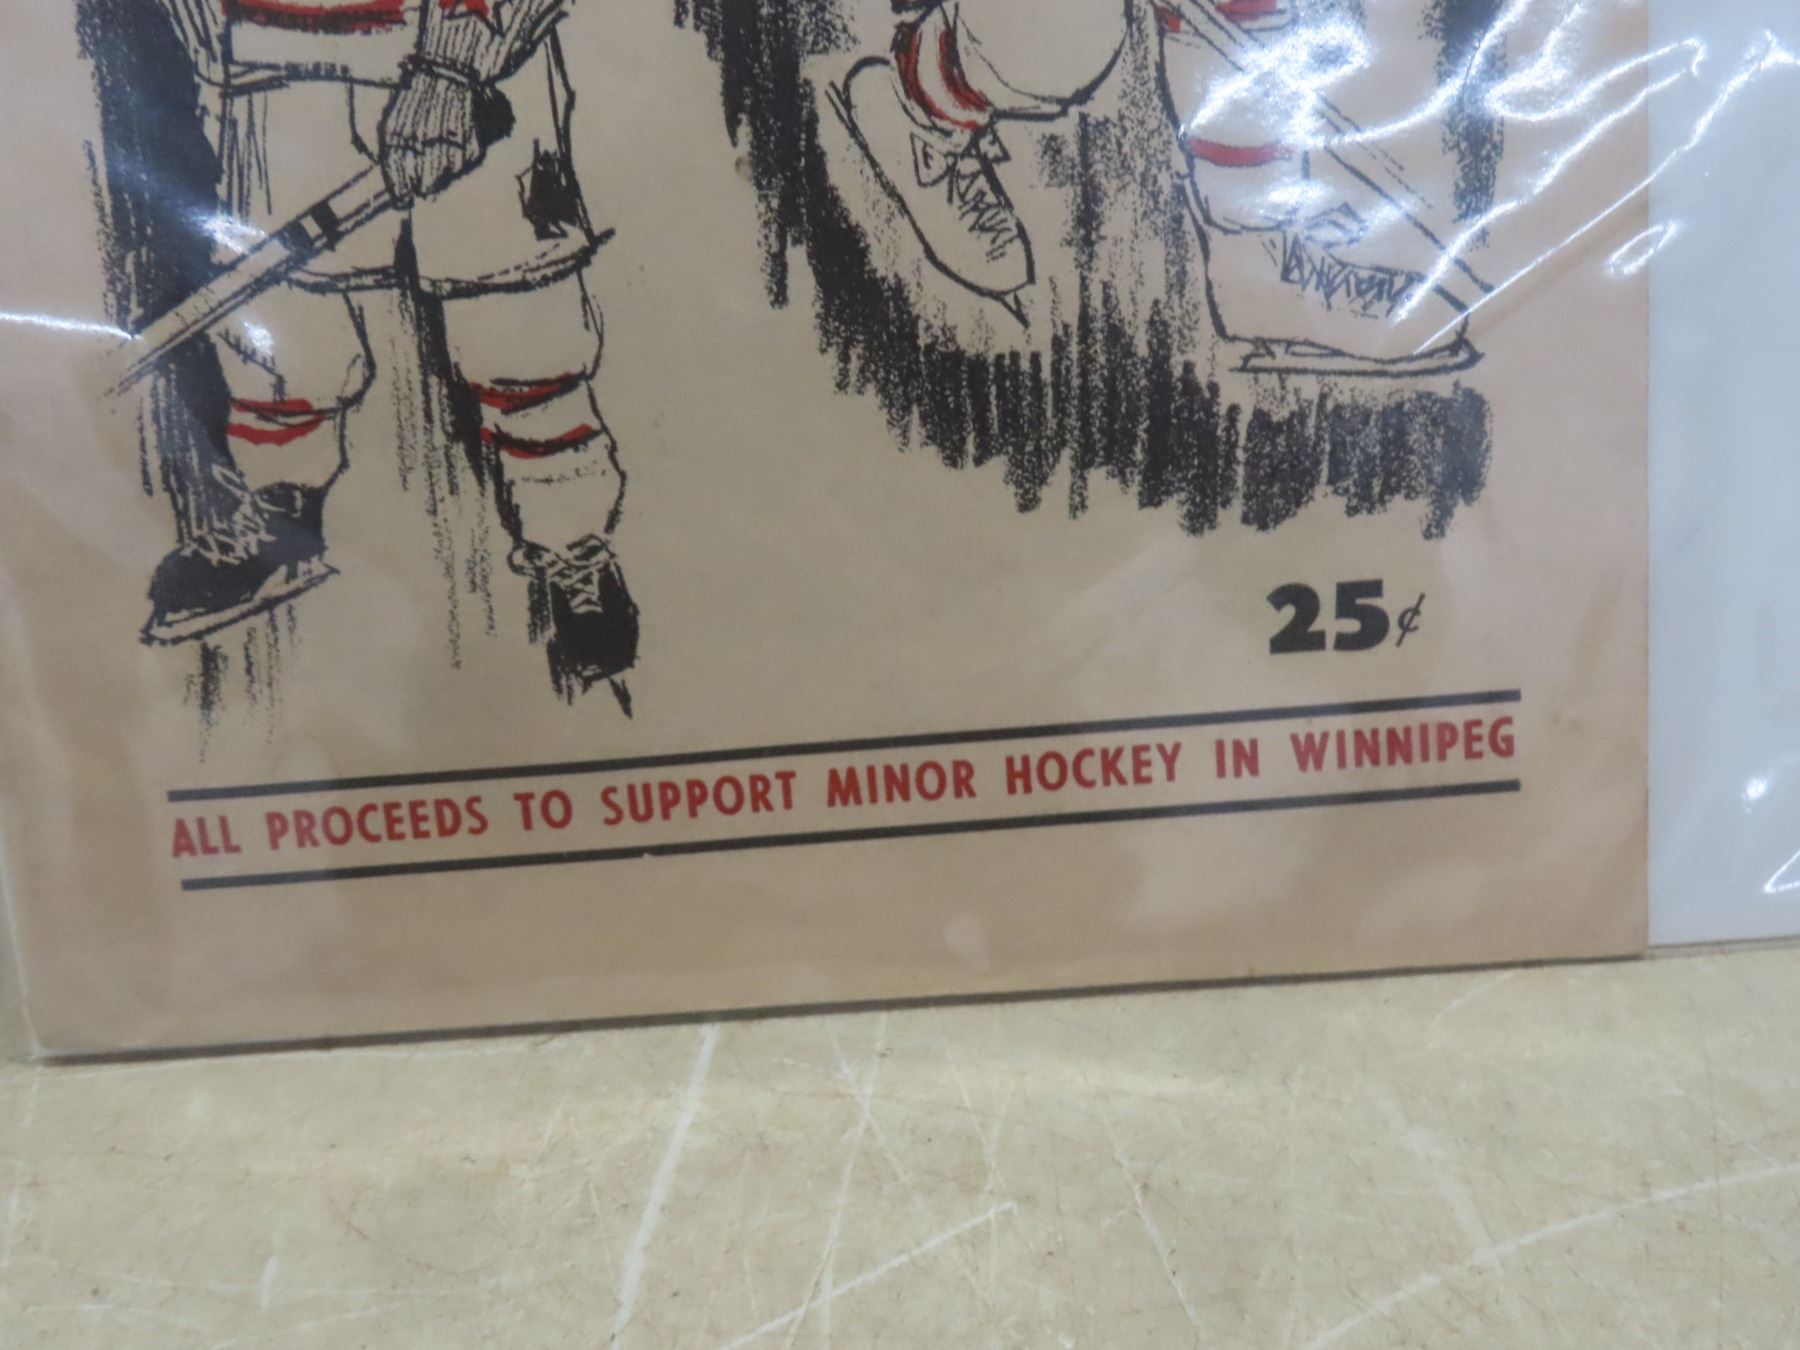 25¢
ALL PROCEEDS TO SUPPORT MINOR HOCKEY IN WINNIPEG